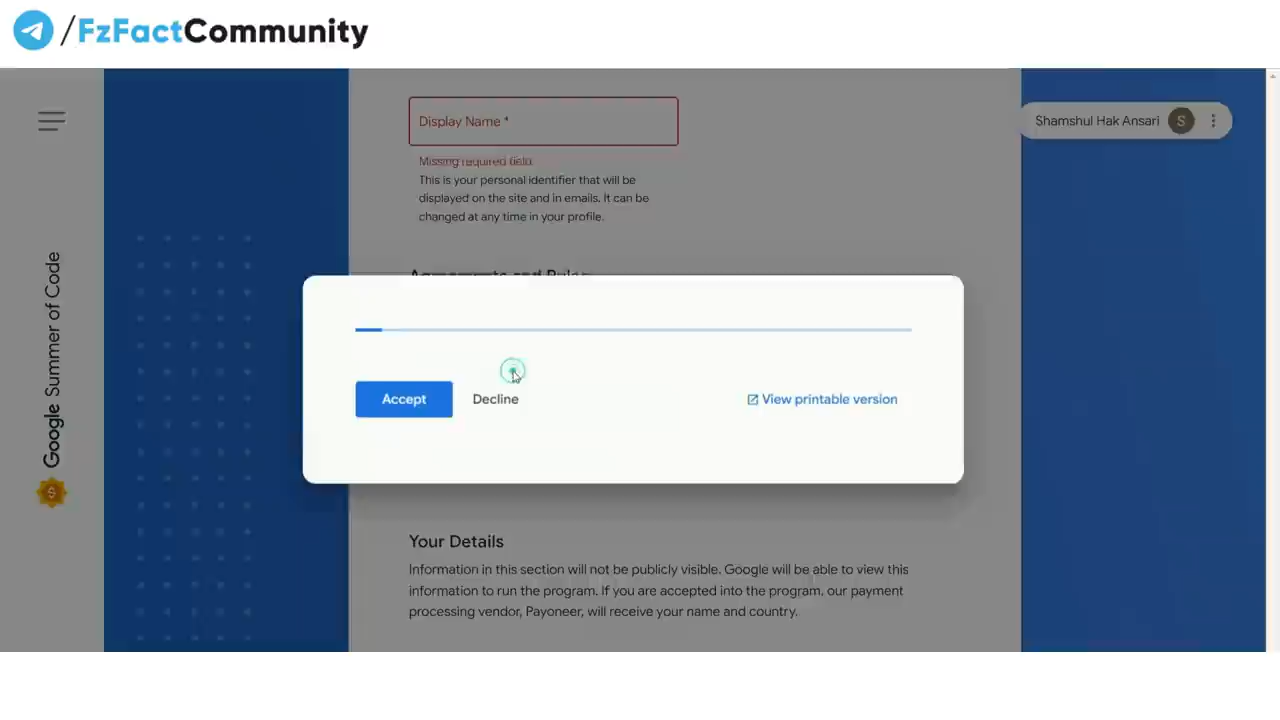 /FzFactCommunity
Display Name *
Shamshul Hak Ansari
S
Missing required field.
This is your personal identifier that will be
displayed on the site and in emails. It can be
changed at any time in your profile.
Agreements and Rules
Accept
Decline
View printable version
Google Summer of Code
Your Details
Information in this section will not be publicly visible. Google will be able to view this
information to run the program. If you are accepted into the program, our payment
processing vendor, Payoneer, will receive your name and country.